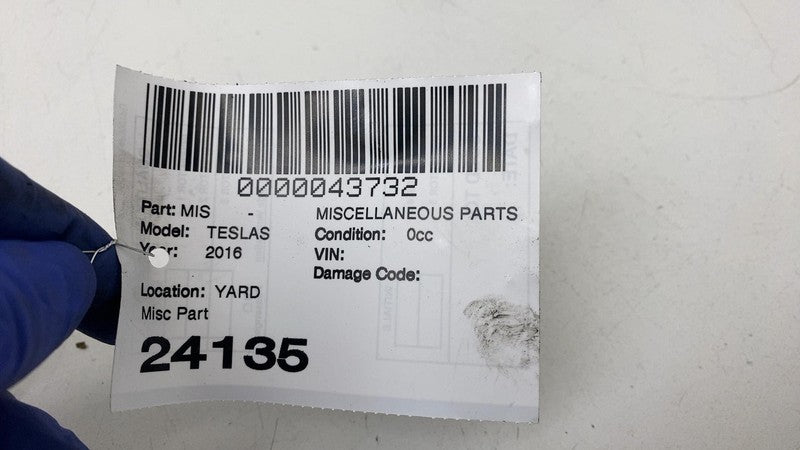 0000043732
Part: MIS - MISCELLANEOUS PARTS
Model: TESLAS Condition: 0cc
Year: 2016 VIN:
Damage Code:
Location: YARD
Misc Part
24135